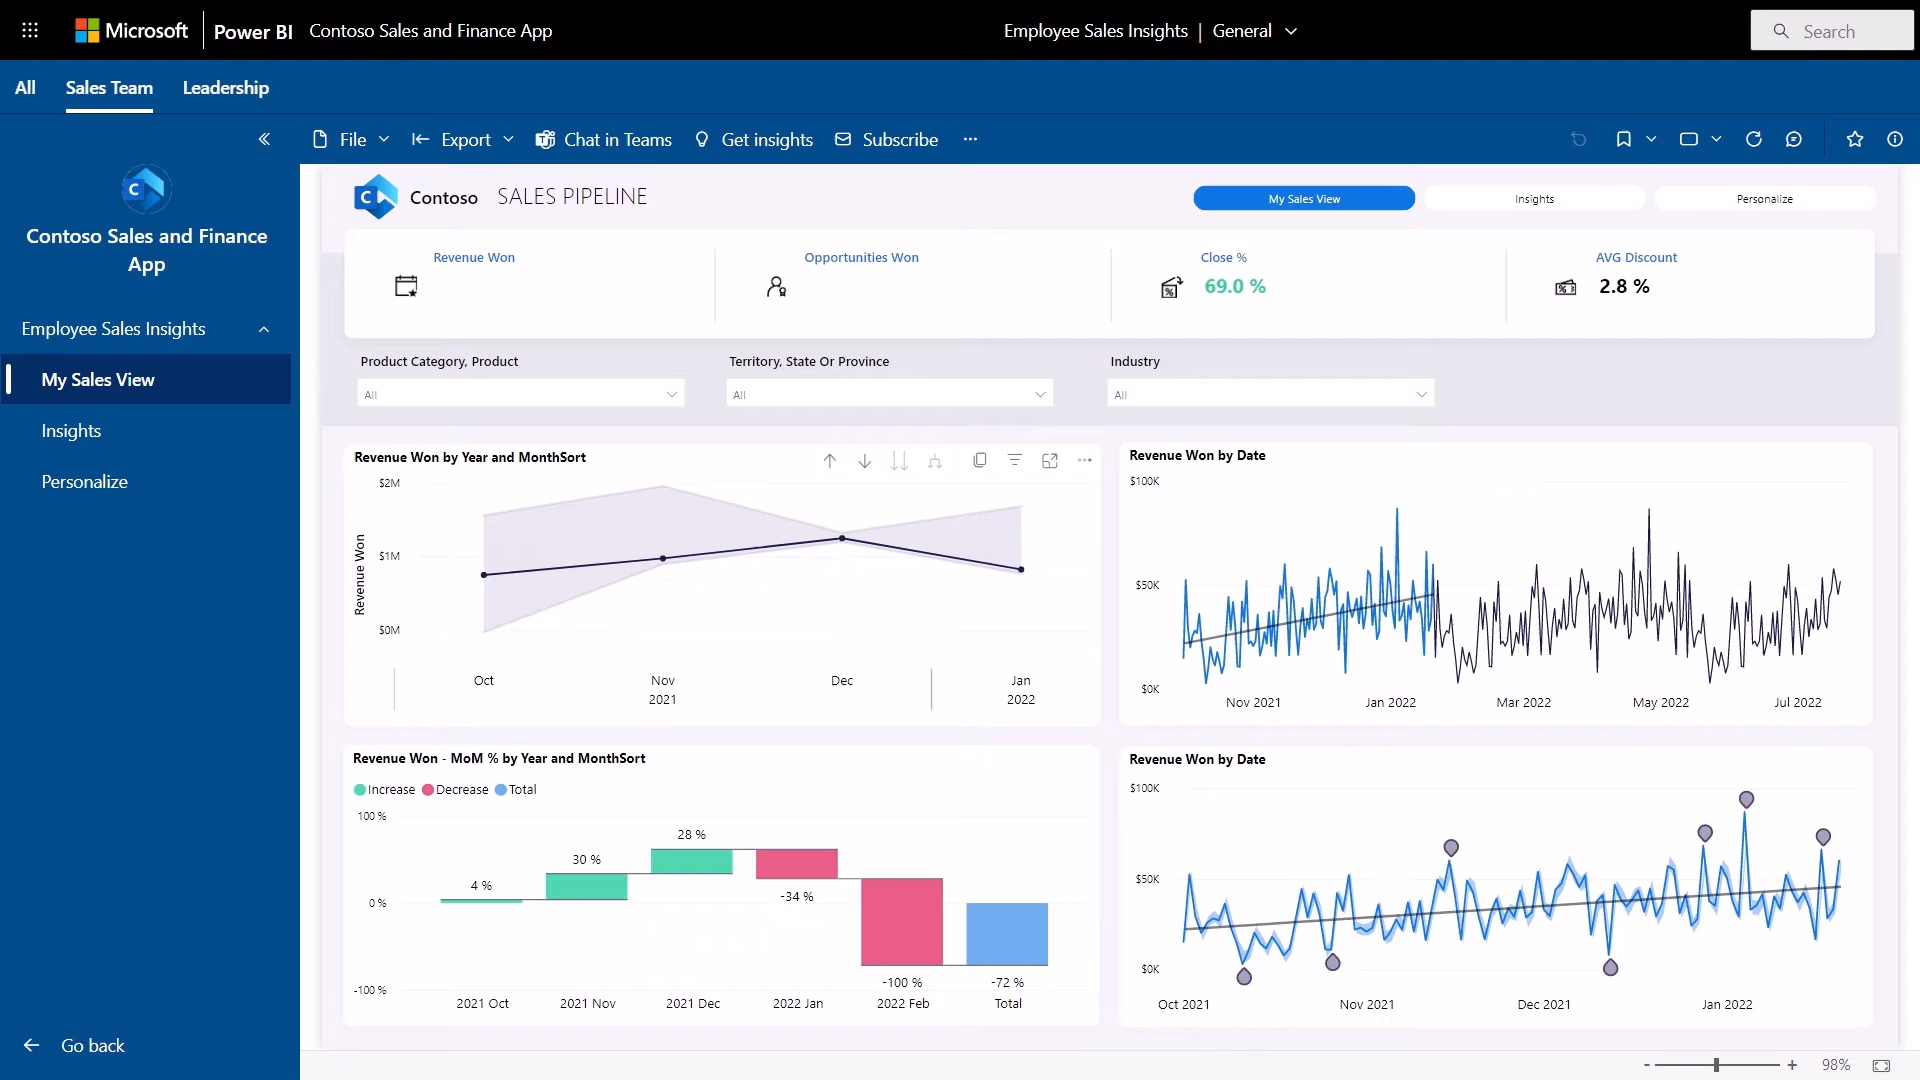 Microsoft Power BI Contoso Sales and Finance App Employee Sales Insights | General Search
All Sales Team Leadership
File Export Chat in Teams Get insights Subscribe ...
C
Contoso Sales and Finance
App
Employee Sales Insights
My Sales View
Insights
Personalize
Go back
C Contoso SALES PIPELINE My Sales View Insights Personalize
Revenue Won Opportunities Won Close % AVG Discount
69.0 % 2.8 %
Product Category, Product Territory, State Or Province Industry
All All All
Revenue Won by Year and MonthSort
$2M
$1M
$0M
Revenue Won
Oct Nov Dec Jan
2021 2022
Revenue Won by Date
$100K
$50K
$0K
Nov 2021 Jan 2022 Mar 2022 May 2022 Jul 2022
Revenue Won - MoM % by Year and MonthSort
Increase Decrease Total
100 %
0 %
-100 %
4 % 30 % 28 % -34 % -100 % -72 %
2021 Oct 2021 Nov 2021 Dec 2022 Jan 2022 Feb Total
Revenue Won by Date
$100K
$50K
$0K
Oct 2021 Nov 2021 Dec 2021 Jan 2022
- + 98%